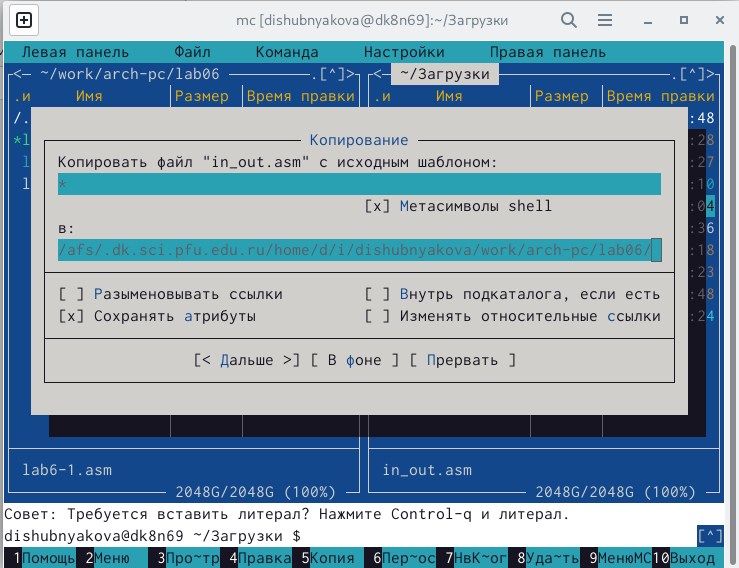 mc [dishubnyakova@dk8n69]:~/Загрузки
Левая панель Файл Команда Настройки Правая панель
<— ~/work/arch-pc/lab06 .[^]> <— ~/Загрузки .[^]>
.и Имя Размер Время правки .и Имя Размер Время правки
/. :48
*l :28
l :27
l :10
:04
:36
:18
:23
:48
:24
Копирование
Копировать файл "in_out.asm" с исходным шаблоном:
*
[x] Метасимволы shell
в:
/afs/.dk.sci.pfu.edu.ru/home/d/i/dishubnyakova/work/arch-pc/lab06/
[ ] Разыменовывать ссылки [ ] Внутрь подкаталога, если есть
[x] Сохранять атрибуты [ ] Изменять относительные ссылки
[< Дальше >] [ В фоне ] [ Прервать ]
lab6-1.asm in_out.asm
2048G/2048G (100%) 2048G/2048G (100%)
Совет: Требуется вставить литерал? Нажмите Control-q и литерал.
dishubnyakova@dk8n69 ~/Загрузки $ [^]
1Помощь 2Меню 3Про~тр 4Правка 5Копия 6Пер~ос 7НвК~ог 8Уда~ть 9МенюMC 10Выход